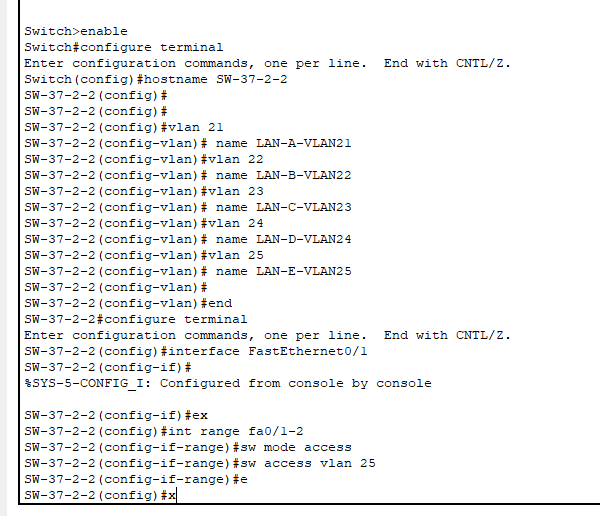 Switch>enable
Switch#configure terminal
Enter configuration commands, one per line.  End with CNTL/Z.
Switch(config)#hostname SW-37-2-2
SW-37-2-2(config)#
SW-37-2-2(config)#
SW-37-2-2(config)#vlan 21
SW-37-2-2(config-vlan)# name LAN-A-VLAN21
SW-37-2-2(config-vlan)#vlan 22
SW-37-2-2(config-vlan)# name LAN-B-VLAN22
SW-37-2-2(config-vlan)#vlan 23
SW-37-2-2(config-vlan)# name LAN-C-VLAN23
SW-37-2-2(config-vlan)#vlan 24
SW-37-2-2(config-vlan)# name LAN-D-VLAN24
SW-37-2-2(config-vlan)#vlan 25
SW-37-2-2(config-vlan)# name LAN-E-VLAN25
SW-37-2-2(config-vlan)#
SW-37-2-2(config-vlan)#end
SW-37-2-2#configure terminal
Enter configuration commands, one per line.  End with CNTL/Z.
SW-37-2-2(config)#interface FastEthernet0/1
SW-37-2-2(config-if)#
%SYS-5-CONFIG_I: Configured from console by console

SW-37-2-2(config-if)#ex
SW-37-2-2(config)#int range fa0/1-2
SW-37-2-2(config-if-range)#sw mode access
SW-37-2-2(config-if-range)#sw access vlan 25
SW-37-2-2(config-if-range)#e
SW-37-2-2(config)#x